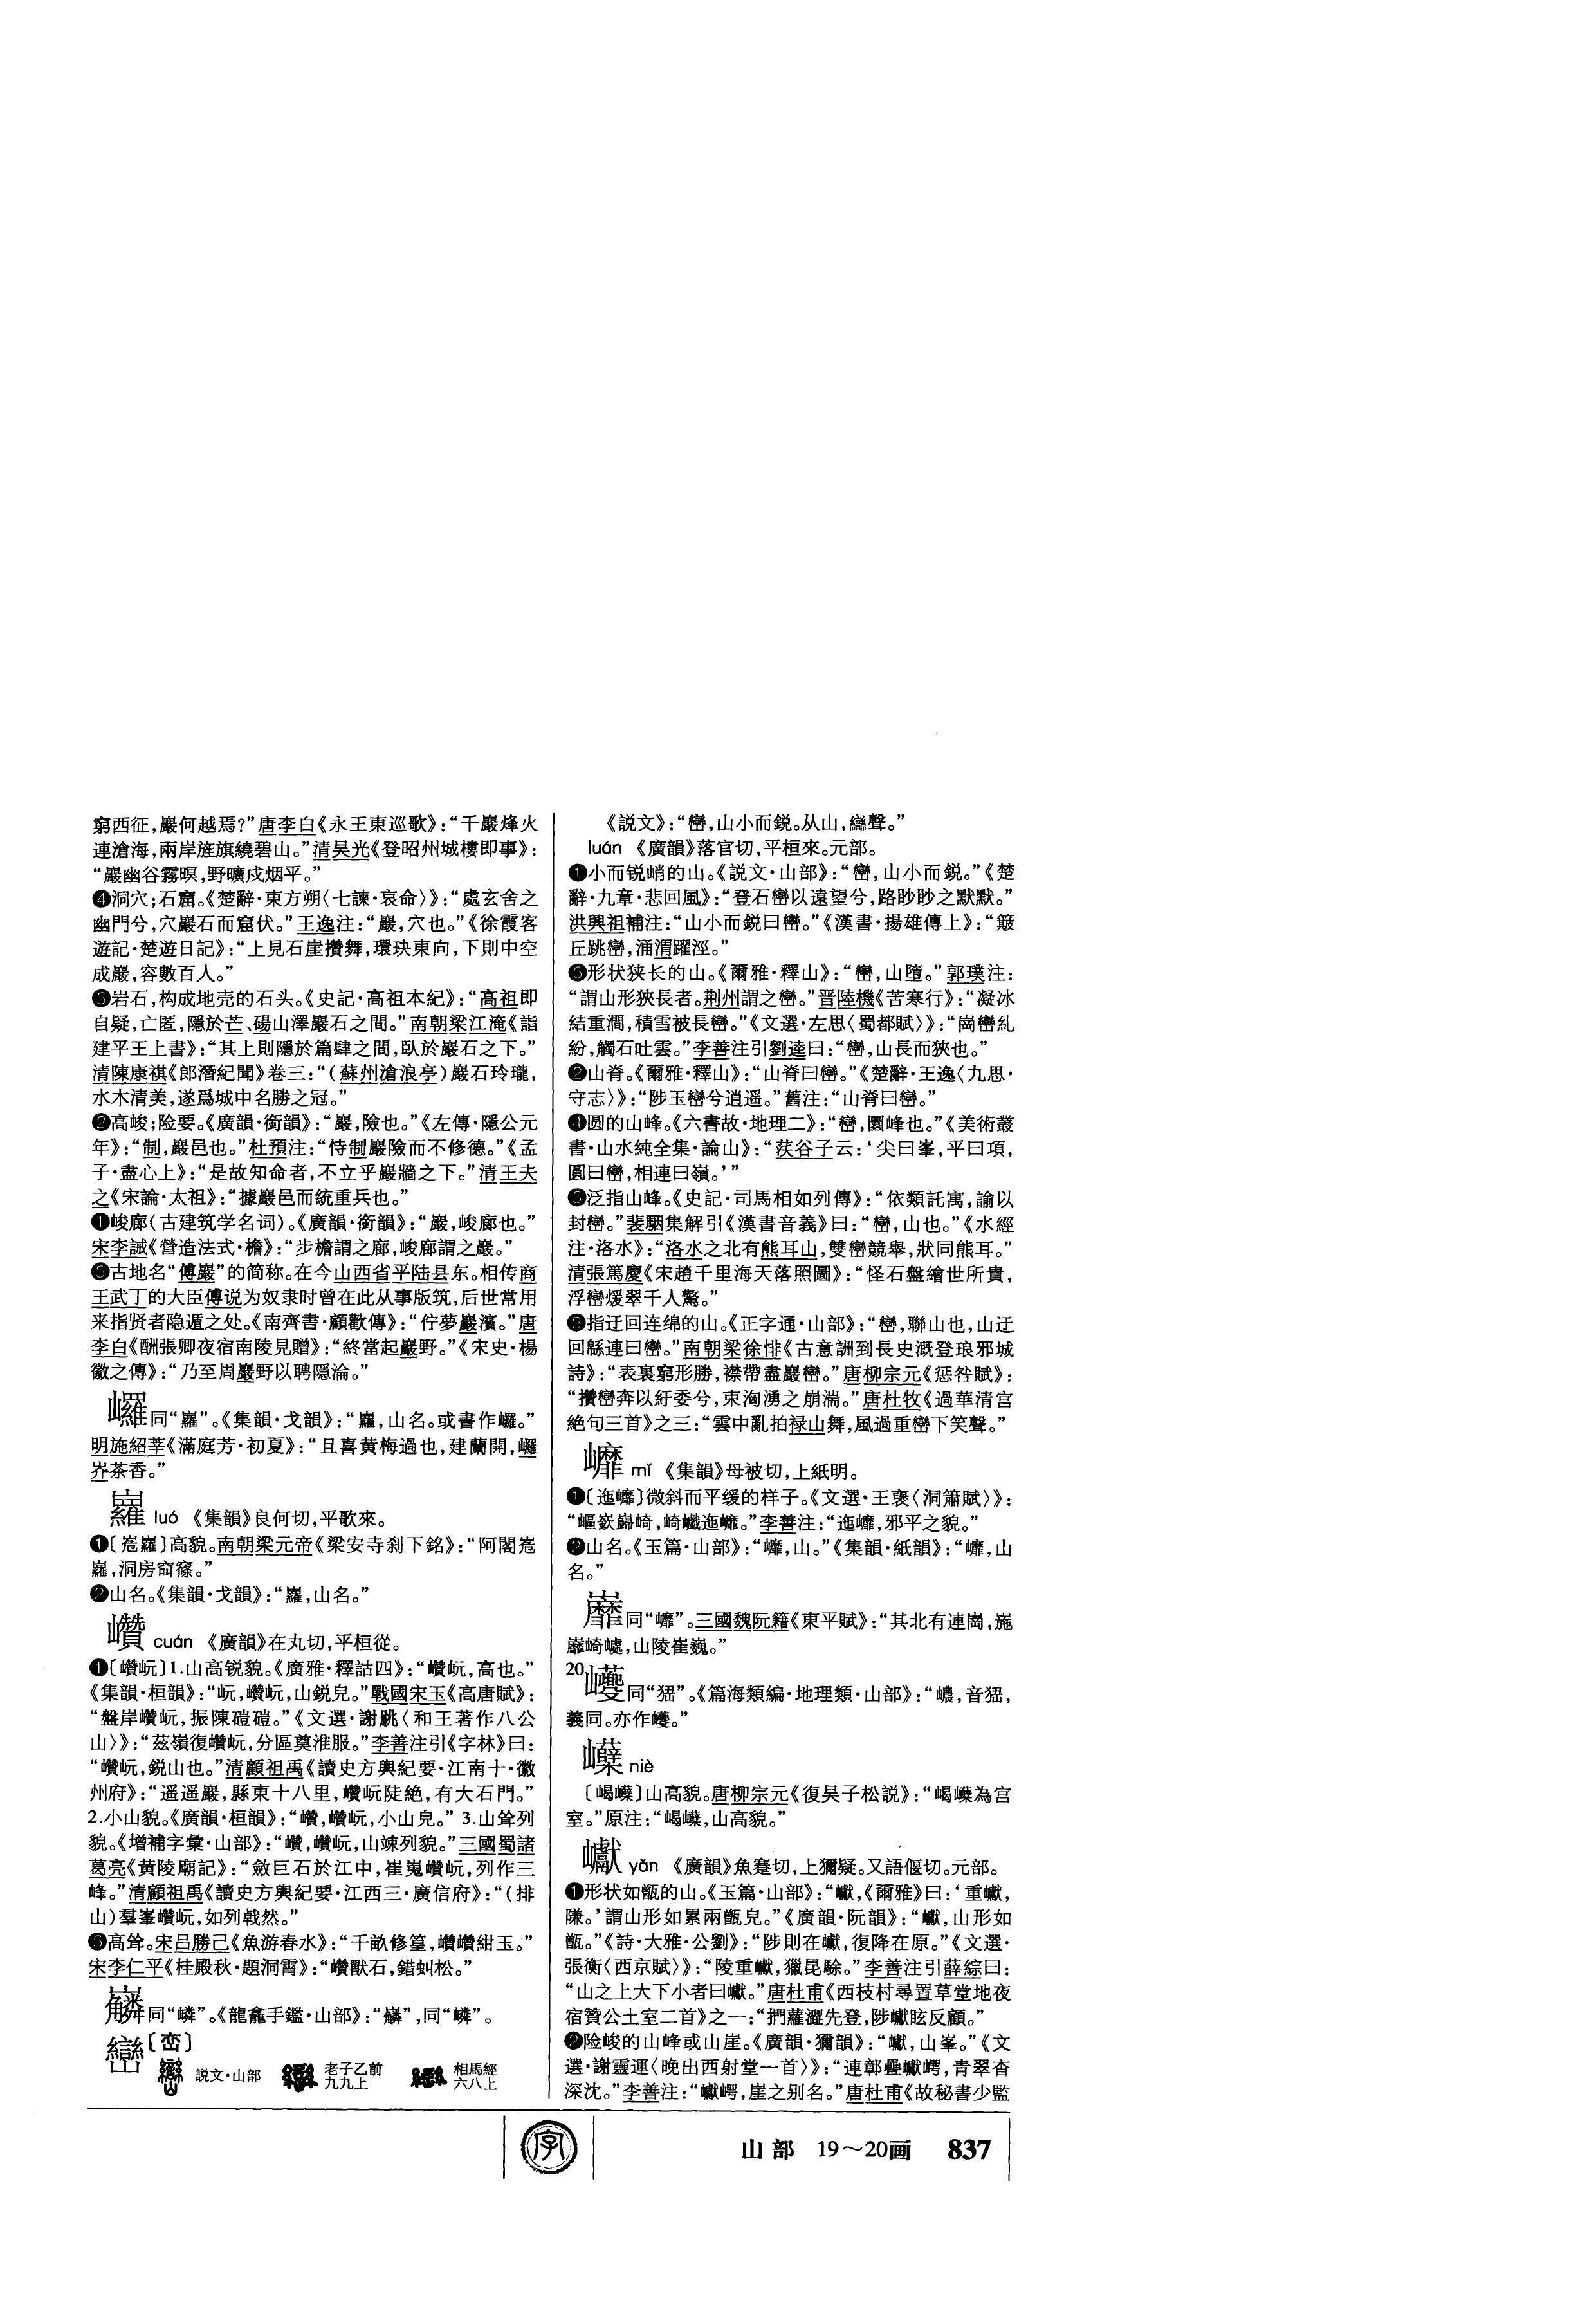 窮西征，巖何越焉？”唐李白《永王東巡歌》：“千巖烽火
連滄海，兩岸旌旗繞碧山。”清吴光《登昭州城樓即事》：
“巖幽谷霧暝，野曠戍烟平。”
❹洞穴；石窟。《楚辭·東方朔〈七諫·哀命〉》：“處玄舍之
幽門兮，穴巖石而窟伏。”王逸注：“巖，穴也。”《徐霞客
遊記·楚遊日記》：“上見石崖攢舞，環玦東向，下則中空
成巖，容數百人。”
❺岩石，构成地壳的石头。《史記·高祖本紀》：“高祖即
自疑，亡匿，隱於芒、碭山澤巖石之間。”南朝梁江淹《詣
建平王上書》：“其上則隱於篇肆之間，臥於巖石之下。”
清陳康祺《郎潛紀聞》卷三：“（蘇州滄浪亭）巖石玲瓏，
水木清美，遂爲城中名勝之冠。”
❷高峻；险要。《廣韻·銜韻》：“巖，險也。”《左傳·隱公元
年》：“制，巖邑也。”杜預注：“恃制巖險而不修德。”《孟
子·盡心上》：“是故知命者，不立乎巖牆之下。”清王夫
之《宋論·太祖》：“據巖邑而統重兵也。”
❶峻廊（古建筑学名词）。《廣韻·銜韻》：“巖，峻廊也。”
宋李誡《營造法式·檐》：“步檐謂之廊，峻廊謂之巖。”
❺古地名“傅巖”的简称。在今山西省平陆县东。相传商
王武丁的大臣傅说为奴隶时曾在此从事版筑，后世常用
来指贤者隐遁之处。《南齊書·顧歡傳》：“佇夢巖濱。”唐
李白《酬張卿夜宿南陵見贈》：“終當起巖野。”《宋史·楊
徽之傳》：“乃至周巖野以聘隱淪。”
㠢同“㠢”。《集韻·戈韻》：“㠢，山名。或書作㠢。”
明施紹莘《滿庭芳·初夏》：“且喜黄梅過也，建蘭開，㠢
岕茶香。”
luó 《集韻》良何切，平歌來。
❶〔嵳〕高貌。南朝梁元帝《梁安寺刹下銘》：“阿閣
，洞房窈窱。”
❷山名。《集韻·戈韻》：“，山名。”
巑 cuán 《廣韻》在丸切，平桓從。
❶〔巑岏〕1.山高锐貌。《廣雅·釋詁四》：“巑岏，高也。”
《集韻·桓韻》：“岏，巑岏，山鋭皃。”戰國宋玉《高唐賦》：
“盤岸巑岏，振陳磑磑。”《文選·謝朓〈和王著作八公
山〉》：“茲嶺復巑岏，分區奠淮服。”李善注引《字林》曰：
“巑岏，鋭山也。”清顧祖禹《讀史方輿紀要·江南十·徽
州府》：“遥遥巖，縣東十八里，巑岏陡絶，有大石門。”
2.小山貌。《廣韻·桓韻》：“巑，巑岏，小山皃。” 3.山耸列
貌。《增補字彙·山部》：“巑，巑岏，山竦列貌。”三國蜀諸
葛亮《黄陵廟記》：“斂巨石於江中，崔嵬巑岏，列作三
峰。”清顧祖禹《讀史方輿紀要·江西三·廣信府》：“（排
山）羣峯巑岏，如列戟然。”
❸高耸。宋吕勝己《魚游春水》：“千畝修篁，巑巑紺玉。”
宋李仁平《桂殿秋·題洞霄》：“巑獸石，錯虯松。”
同“嶙”。《龍龕手鑑·山部》：“”，同“嶙”。
巒〔峦〕
説文·山部 老子乙前九九上 相馬經六八上
《説文》：“巒，山小而鋭。从山，䜌聲。”
luán 《廣韻》落官切，平桓來。元部。
❶小而锐峭的山。《説文·山部》：“巒，山小而鋭。”《楚
辭·九章·悲回風》：“登石巒以遠望兮，路眇眇之默默。”
洪興祖補注：“山小而鋭曰巒。”《漢書·揚雄傳上》：“簸
丘跳巒，涌渭躍涇。”
❺形状狭长的山。《爾雅·釋山》：“巒，山墮。”郭璞注：
“謂山形狹長者。荆州謂之巒。”晋陸機《苦寒行》：“凝冰
結重澗，積雪被長巒。”《文選·左思〈蜀都賦〉》：“崗巒糺
紛，觸石吐雲。”李善注引劉逵曰：“巒，山長而狹也。”
❷山脊。《爾雅·釋山》：“山脊曰巒。”《楚辭·王逸〈九思·
守志〉》：“陟玉巒兮逍遥。”舊注：“山脊曰巒。”
❹圆的山峰。《六書故·地理二》：“巒，圜峰也。”《美術叢
書·山水純全集·論山》：“㳒谷子云：‘尖曰峯，平曰項，
圓曰巒，相連曰嶺。’”
❺泛指山峰。《史記·司馬相如列傳》：“依類託寓，諭以
封巒。”裴駰集解引《漢書音義》曰：“巒，山也。”《水經
注·洛水》：“洛水之北有熊耳山，雙巒競舉，狀同熊耳。”
清張篤慶《宋趙千里海天落照圖》：“怪石盤繪世所貴，
浮巒煖翠千人驚。”
❺指迂回连绵的山。《正字通·山部》：“巒，聯山也，山迂
回緜連曰巒。”南朝梁徐悱《古意詶到長史溉登琅邪城
詩》：“表裏窮形勝，襟帶盡巖巒。”唐柳宗元《惩咎賦》：
“攢巒奔以紆委兮，束洶湧之崩湍。”唐杜牧《過華清宫
絶句三首》之三：“雲中亂拍禄山舞，風過重巒下笑聲。”
㠧 mǐ 《集韻》母被切，上紙明。
❶〔迤㠧〕微斜而平缓的样子。《文選·王褒〈洞簫賦〉》：
“嶇嶔巋崎，崎巇迤㠧。”李善注：“迤㠧，邪平之貌。”
❷山名。《玉篇·山部》：“㠧，山。”《集韻·紙韻》：“㠧，山
名。”
同“㠧”。三國魏阮籍《東平賦》：“其北有連崗，崺
崎㠊，山陵崔巍。”
20
巙同“峱”。《篇海類編·地理類·山部》：“㠜，音峱，
義同。亦作巙。”
巕 niè
〔嵑巕〕山高貌。唐柳宗元《復吴子松説》：“嵑巕為宫
室。”原注：“嵑巕，山高貌。”
巘 yǎn 《廣韻》魚蹇切，上獮疑。又語偃切。元部。
❶形状如甑的山。《玉篇·山部》：“巘，《爾雅》曰：‘重巘，
隒。’謂山形如累兩甑皃。”《廣韻·阮韻》：“巘，山形如
甑。”《詩·大雅·公劉》：“陟則在巘，復降在原。”《文選·
張衡〈西京賦〉》：“陵重巘，獵昆駼。”李善注引薛綜曰：
“山之上大下小者曰巘。”唐杜甫《西枝村尋置草堂地夜
宿贊公土室二首》之一：“捫蘿澀先登，陟巘眩反顧。”
❷险峻的山峰或山崖。《廣韻·獮韻》：“巘，山峯。”《文
選·謝靈運〈晚出西射堂一首〉》：“連鄣疊巘崿，青翠杳
深沈。”李善注：“巘崿，崖之别名。”唐杜甫《故秘書少監
字
山部 19～20画 837